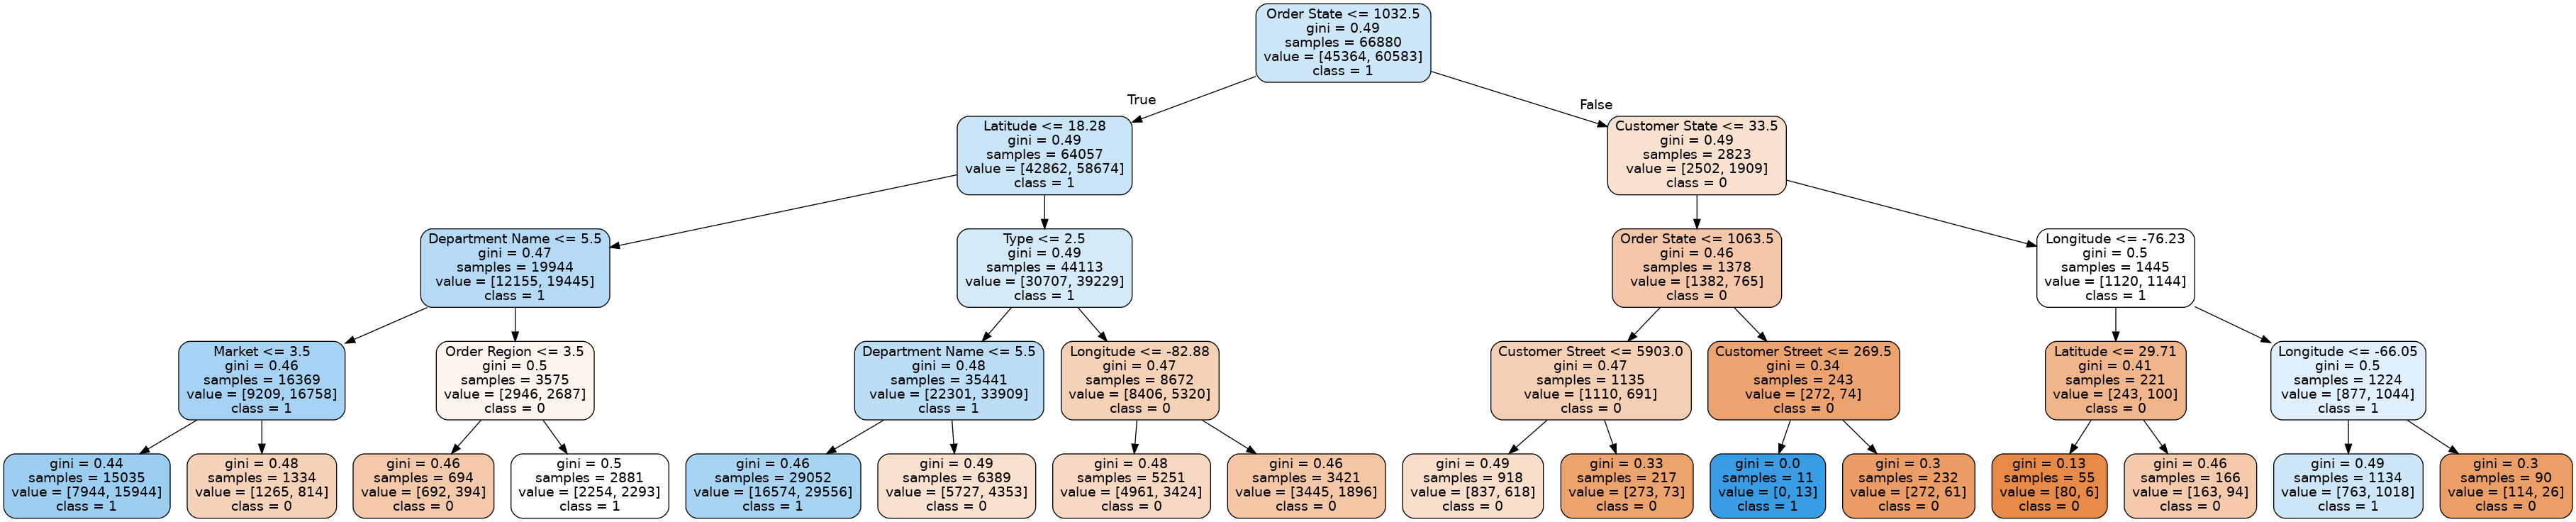 Order State <= 1032.5
gini = 0.49
samples = 66880
value = [45364, 60583]
class = 1
True
False
Latitude <= 18.28
gini = 0.49
samples = 64057
value = [42862, 58674]
class = 1
Customer State <= 33.5
gini = 0.49
samples = 2823
value = [2502, 1909]
class = 0
Department Name <= 5.5
gini = 0.47
samples = 19944
value = [12155, 19445]
class = 1
Type <= 2.5
gini = 0.49
samples = 44113
value = [30707, 39229]
class = 1
Order State <= 1063.5
gini = 0.46
samples = 1378
value = [1382, 765]
class = 0
Longitude <= -76.23
gini = 0.5
samples = 1445
value = [1120, 1144]
class = 1
Market <= 3.5
gini = 0.46
samples = 16369
value = [9209, 16758]
class = 1
Order Region <= 3.5
gini = 0.5
samples = 3575
value = [2946, 2687]
class = 0
Department Name <= 5.5
gini = 0.48
samples = 35441
value = [22301, 33909]
class = 1
Longitude <= -82.88
gini = 0.47
samples = 8672
value = [8406, 5320]
class = 0
Customer Street <= 5903.0
gini = 0.47
samples = 1135
value = [1110, 691]
class = 0
Customer Street <= 269.5
gini = 0.34
samples = 243
value = [272, 74]
class = 0
Latitude <= 29.71
gini = 0.41
samples = 221
value = [243, 100]
class = 0
Longitude <= -66.05
gini = 0.5
samples = 1224
value = [877, 1044]
class = 1
gini = 0.44
samples = 15035
value = [7944, 15944]
class = 1
gini = 0.48
samples = 1334
value = [1265, 814]
class = 0
gini = 0.46
samples = 694
value = [692, 394]
class = 0
gini = 0.5
samples = 2881
value = [2254, 2293]
class = 1
gini = 0.46
samples = 29052
value = [16574, 29556]
class = 1
gini = 0.49
samples = 6389
value = [5727, 4353]
class = 0
gini = 0.48
samples = 5251
value = [4961, 3424]
class = 0
gini = 0.46
samples = 3421
value = [3445, 1896]
class = 0
gini = 0.49
samples = 918
value = [837, 618]
class = 0
gini = 0.33
samples = 217
value = [273, 73]
class = 0
gini = 0.0
samples = 11
value = [0, 13]
class = 1
gini = 0.3
samples = 232
value = [272, 61]
class = 0
gini = 0.13
samples = 55
value = [80, 6]
class = 0
gini = 0.46
samples = 166
value = [163, 94]
class = 0
gini = 0.49
samples = 1134
value = [763, 1018]
class = 1
gini = 0.3
samples = 90
value = [114, 26]
class = 0